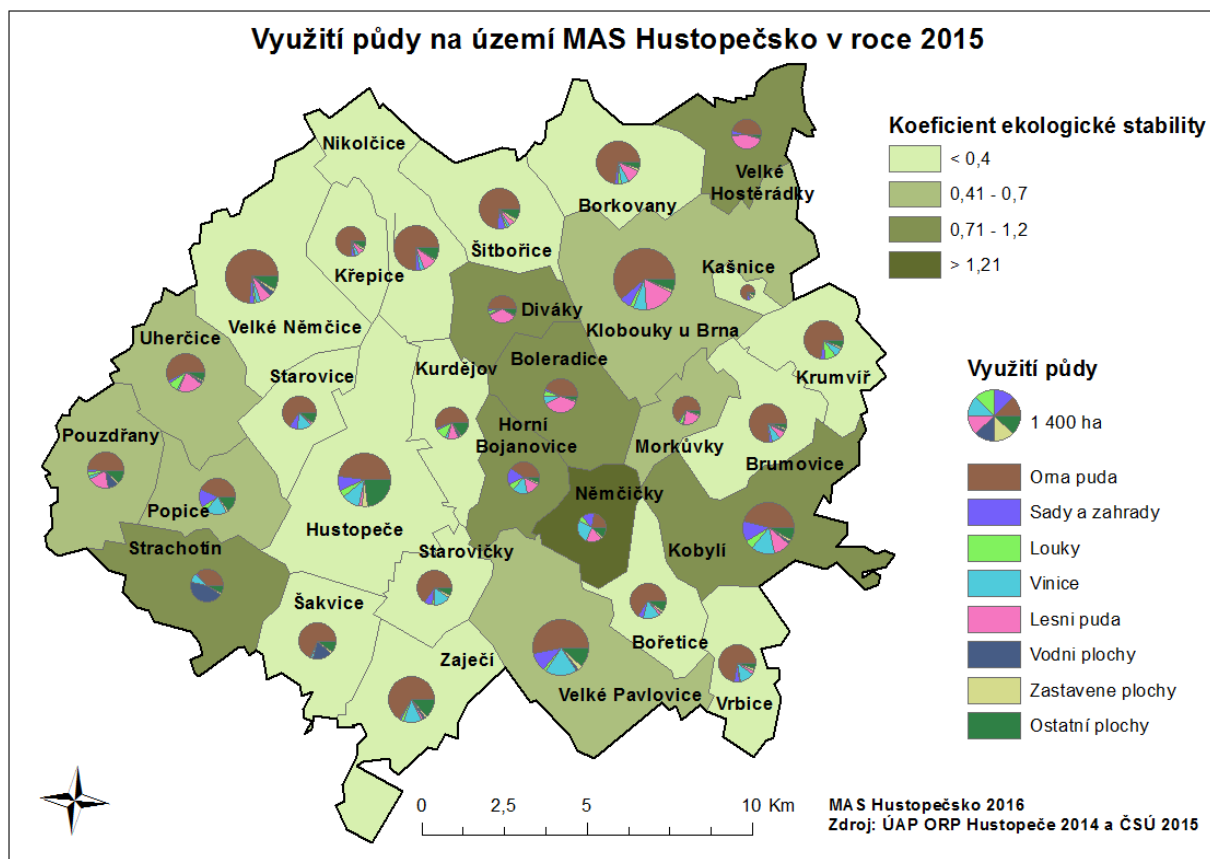 Využití půdy na území MAS Hustopečsko v roce 2015
Koeficient ekologické stability
< 0,4
0,41 - 0,7
0,71 - 1,2
> 1,21
Nikolčice
Velké
Hostěrádky
Borkovany
Šitbořice
Křepice
Kašnice
Velké Němčice
Diváky
Klobouky u Brna
Uherčice
Boleradice
Starovice
Kurdějov
Krumvíř
Pouzdřany
Horní
Bojanovice
Morkůvky
Brumovice
Popice
Hustopeče
Němčičky
Strachotín
Starovičky
Kobylí
Šakvice
Zaječí
Bořetice
Velké Pavlovice
Vrbice
Využití půdy
1 400 ha
Orna puda
Sady a zahrady
Louky
Vinice
Lesni puda
Vodni plochy
Zastavene plochy
Ostatní plochy
0 2,5 5 10 Km
MAS Hustopečsko 2016
Zdroj: ÚAP ORP Hustopeče 2014 a ČSÚ 2015